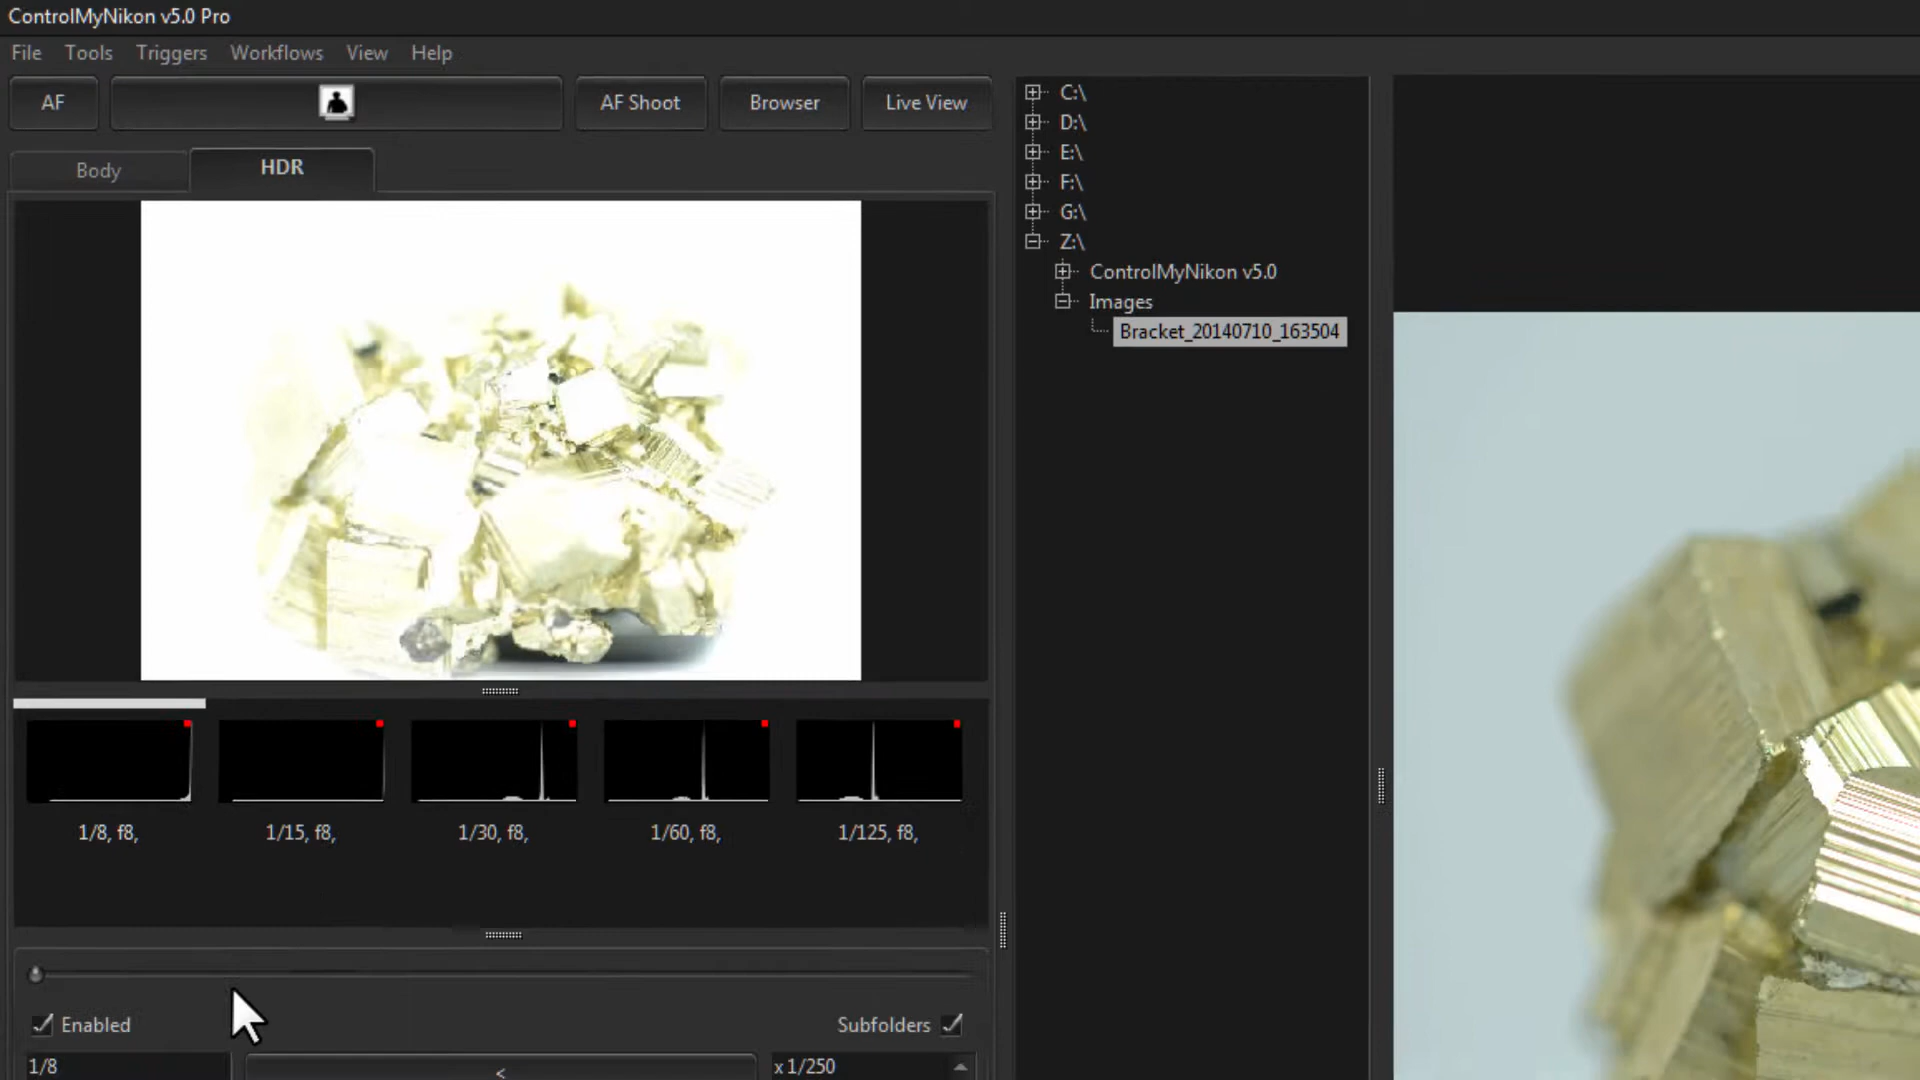 ControlMyNikon v5.0 Pro
File Tools Triggers Workflows View Help
AF AF Shoot Browser Live View
Body HDR
C:\
D:\
E:\
F:\
G:\
Z:\
ControlMyNikon v5.0
Images
Bracket_20140710_163504
1/8, f8, 1/15, f8, 1/30, f8, 1/60, f8, 1/125, f8,
Enabled Subfolders
1/8 < x 1/250